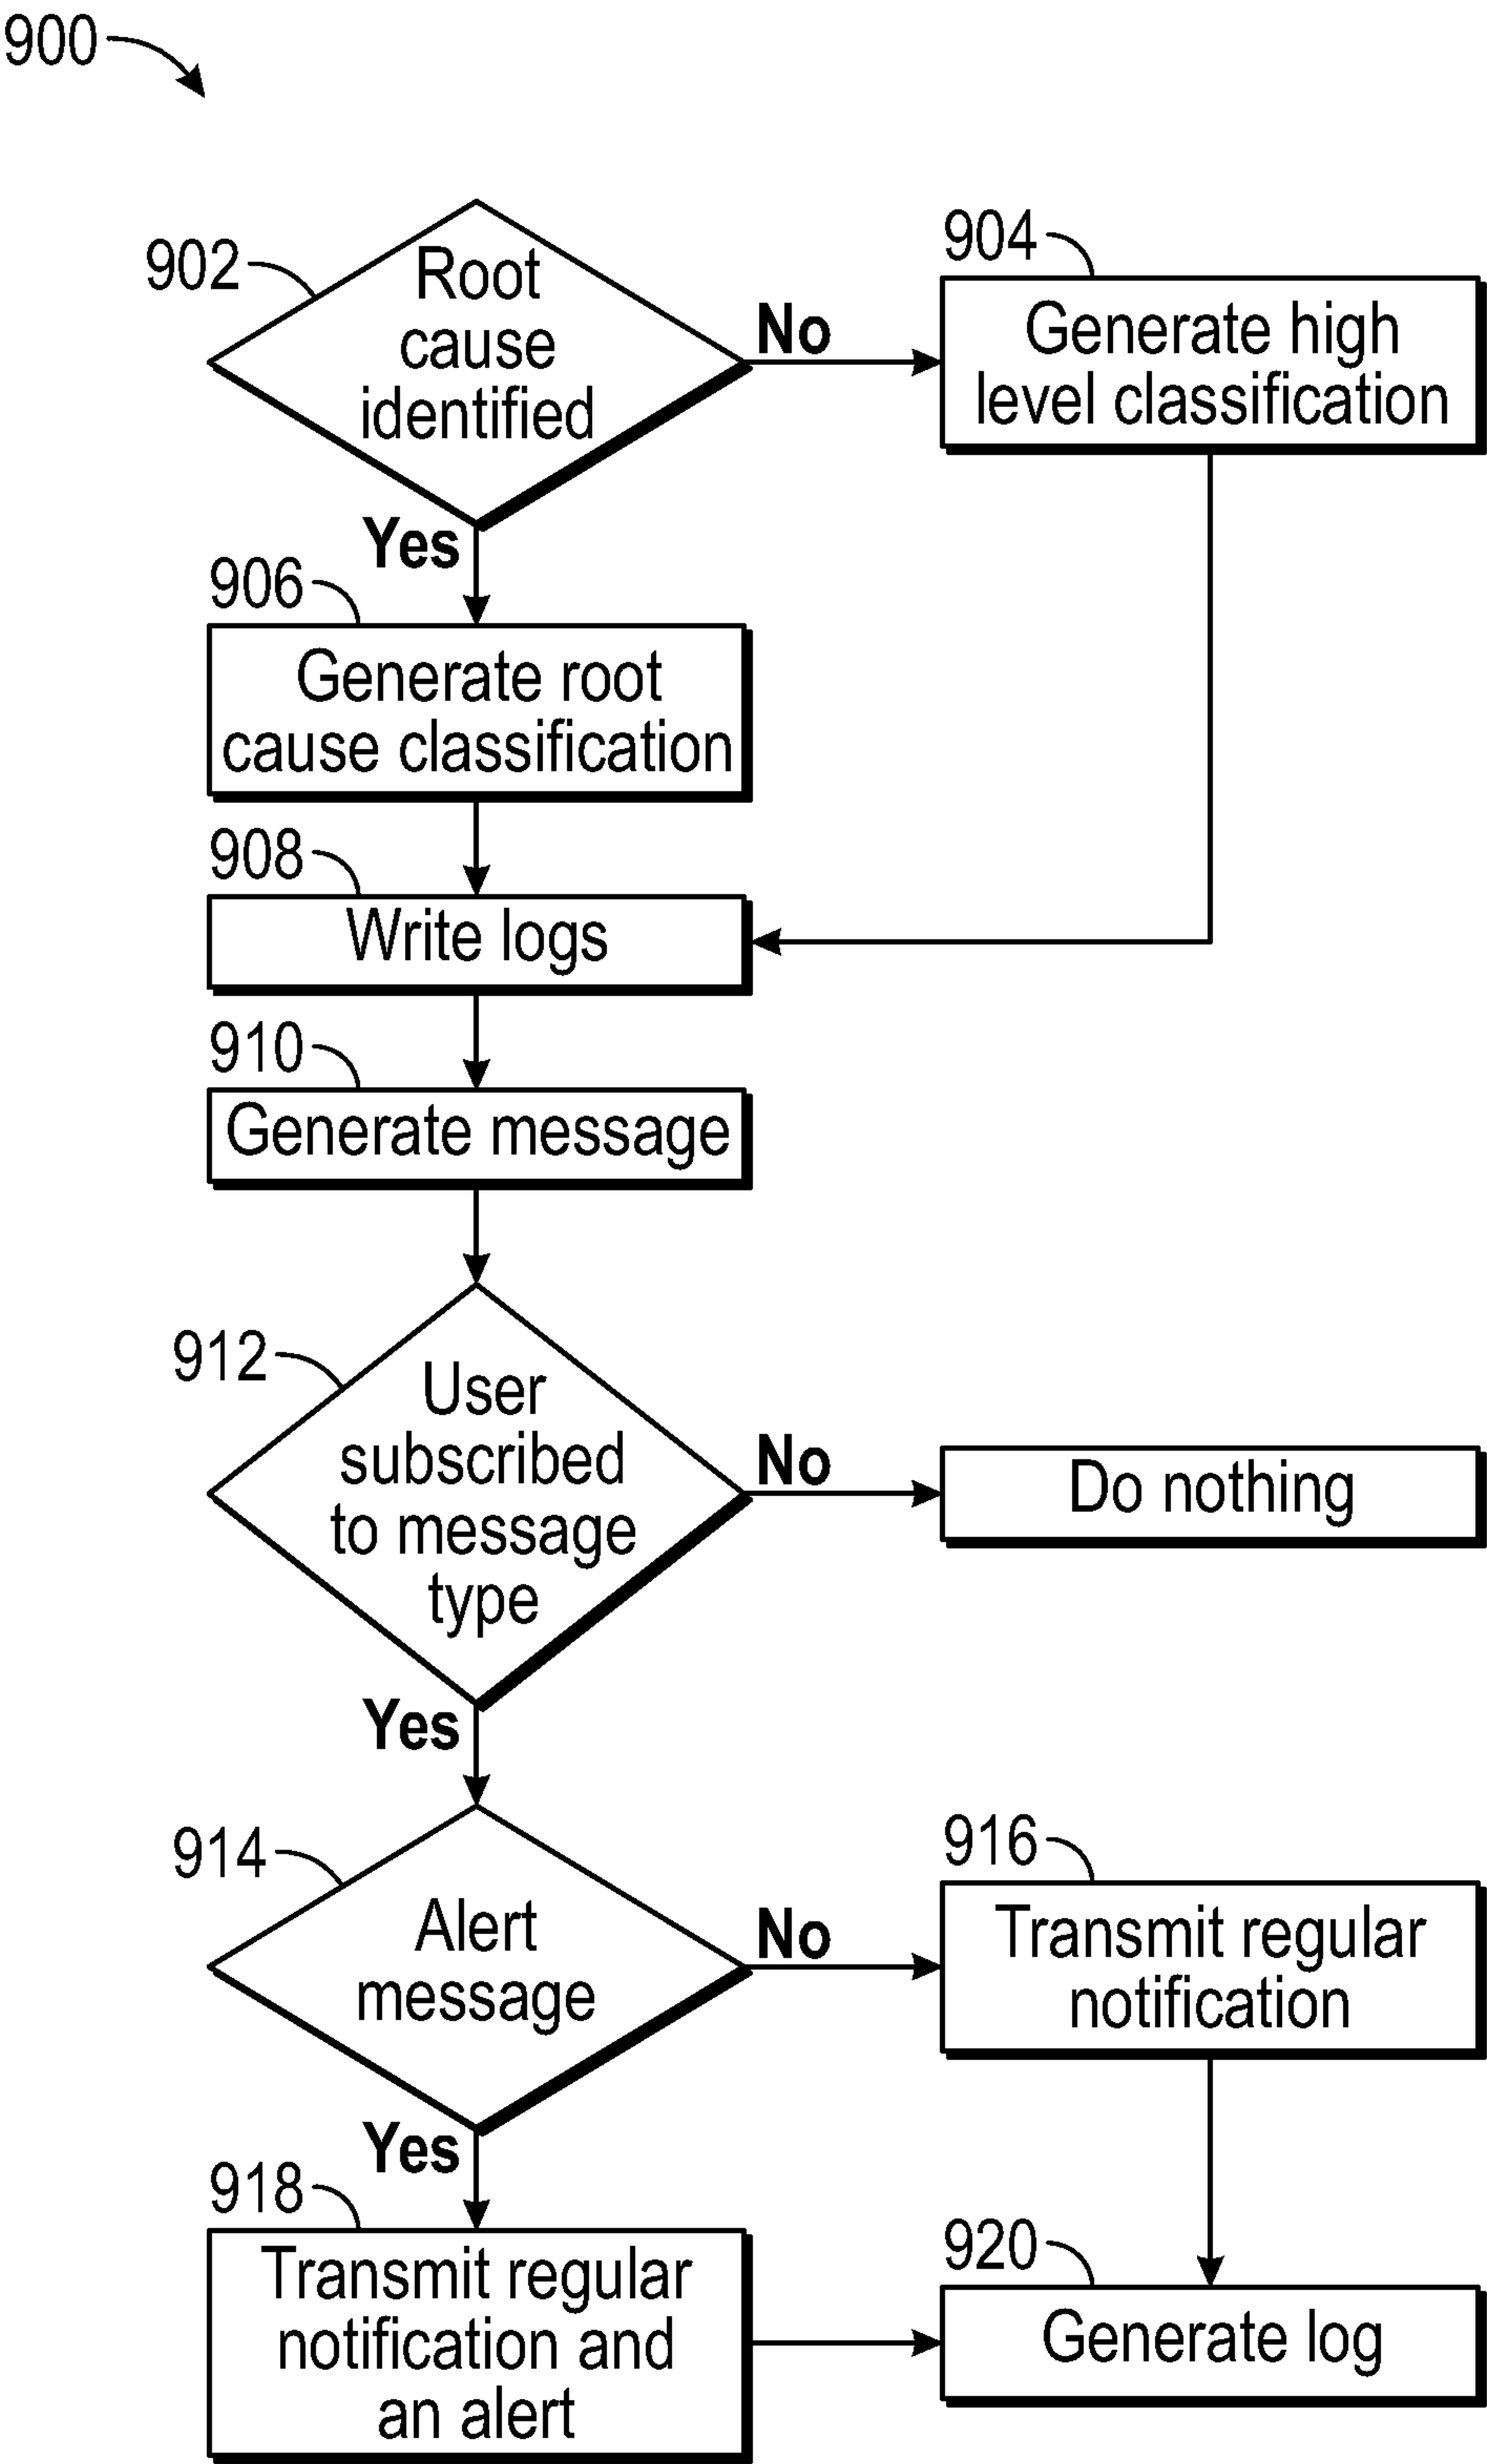 900
902
Root
cause
identified
No
904
Generate high
level classification
Yes
906
Generate root
cause classification
908
Write logs
910
Generate message
912
User
subscribed
to message
type
No
Do nothing
Yes
914
Alert
message
No
916
Transmit regular
notification
Yes
918
Transmit regular
notification and
an alert
920
Generate log